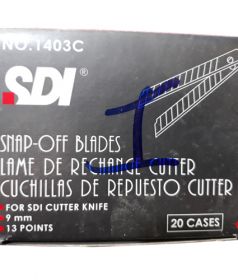 NO.1403C
SDI®
SNAP-OFF BLADES
LAME DE RECHANGE CUTTER
CUCHILLAS DE REPUESTO CUTTER
FOR SDI CUTTER KNIFE
9 mm
13 POINTS
20 CASES